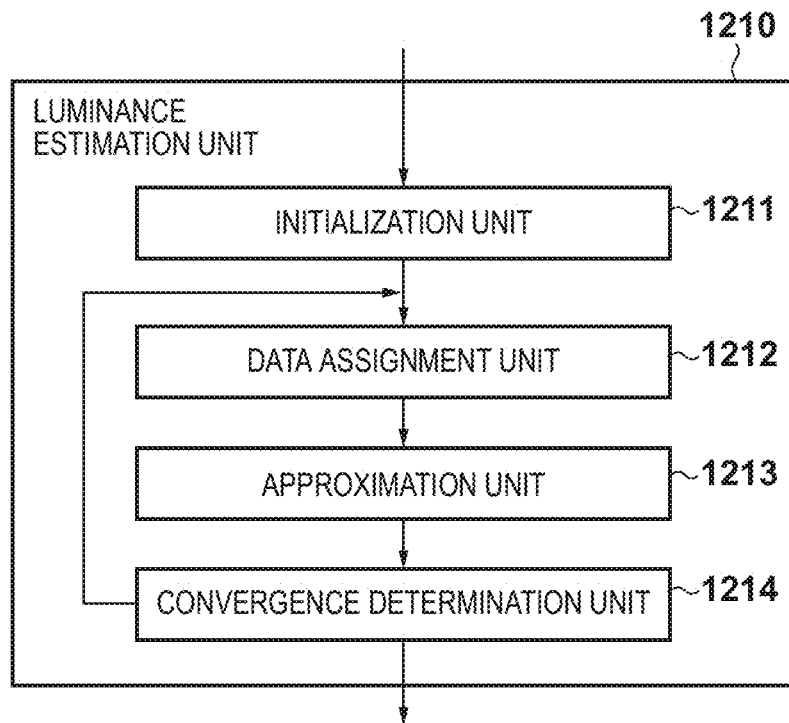 1210
LUMINANCE
ESTIMATION UNIT
INITIALIZATION UNIT
1211
DATA ASSIGNMENT UNIT
1212
APPROXIMATION UNIT
1213
CONVERGENCE DETERMINATION UNIT
1214